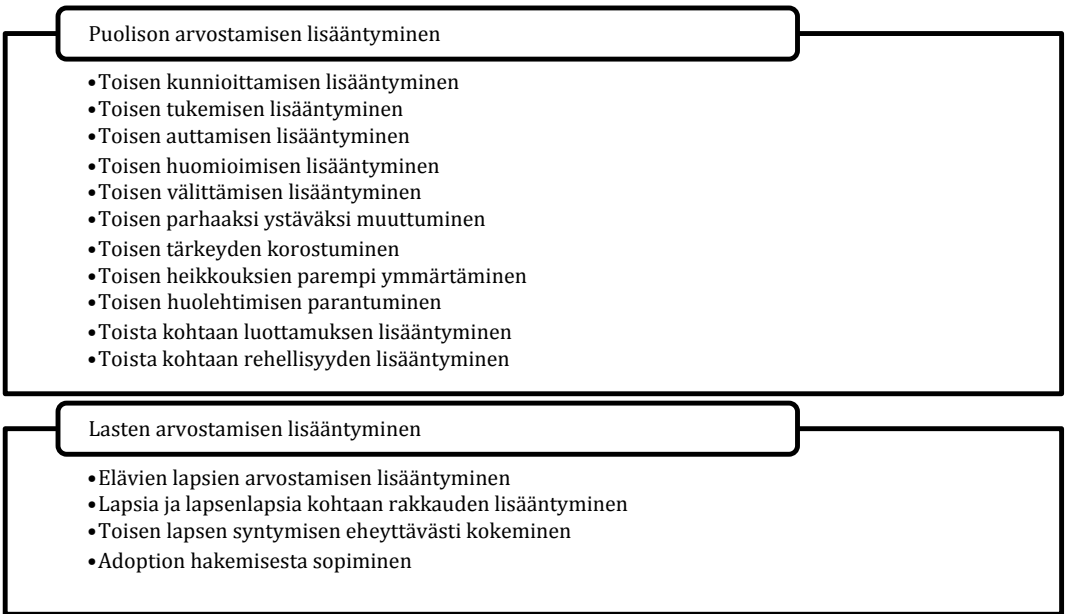 Puolison arvostamisen lisääntyminen
•Toisen kunnioittamisen lisääntyminen
•Toisen tukemisen lisääntyminen
•Toisen auttamisen lisääntyminen
•Toisen huomioimisen lisääntyminen
•Toisen välittämisen lisääntyminen
•Toisen parhaaksi ystäväksi muuttuminen
•Toisen tärkeyden korostuminen
•Toisen heikkouksien parempi ymmärtäminen
•Toisen huolehtimisen parantuminen
•Toista kohtaan luottamuksen lisääntyminen
•Toista kohtaan rehellisyyden lisääntyminen
Lasten arvostamisen lisääntyminen
•Elävien lapsien arvostamisen lisääntyminen
•Lapsia ja lapsenlapsia kohtaan rakkauden lisääntyminen
•Toisen lapsen syntymisen eheyttävästi kokeminen
•Adoption hakemisesta sopiminen